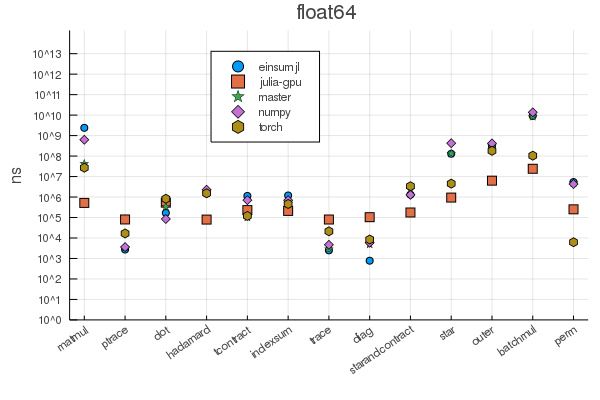 float64
10^13
10^12
10^11
10^10
10^9
10^8
10^7
10^6
10^5
10^4
10^3
10^2
10^1
10^0
ns
einsumjl
julia-gpu
master
numpy
torch
matmul
ptrace
dot
hadamard
tcontract
indexsum
trace
diag
starandcontract
star
outer
batchmul
perm